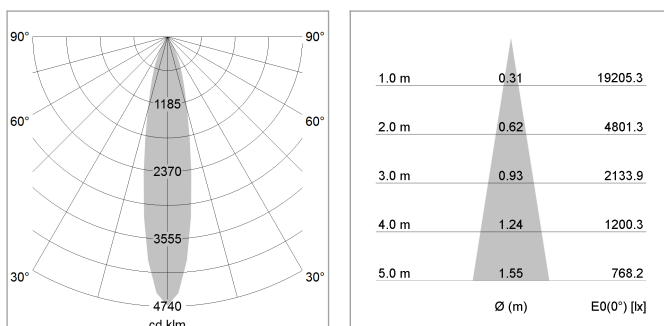 90° 90°
1185
60° 60°
2370
3555
30° 30°
4740
cd klm
1.0 m 0.31 19205.3
2.0 m 0.62 4801.3
3.0 m 0.93 2133.9
4.0 m 1.24 1200.3
5.0 m 1.55 768.2
Ø (m) E0(0°) [lx]